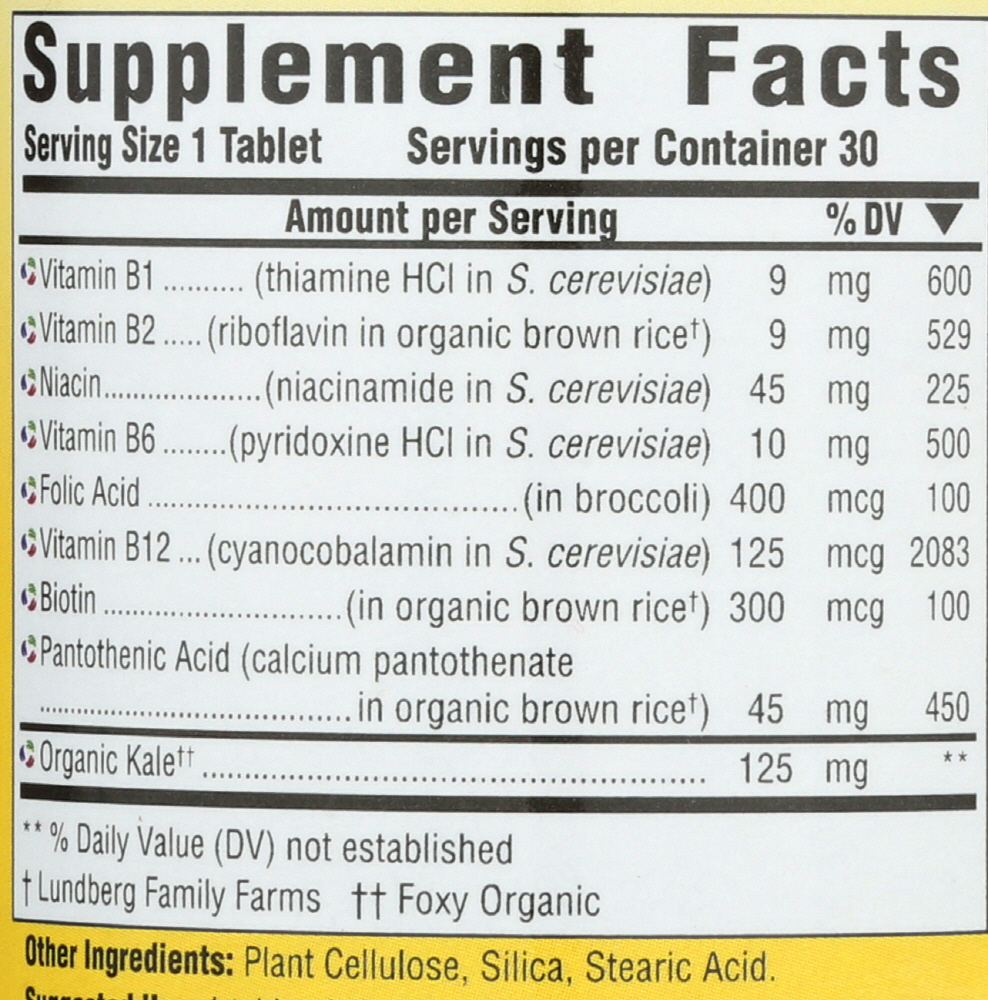 Supplement Facts
Serving Size 1 Tablet Servings per Container 30
Amount per Serving % DV ▼
Vitamin B1 .......... (thiamine HCl in S. cerevisiae) 9 mg 600
Vitamin B2 ..... (riboflavin in organic brown rice†) 9 mg 529
Niacin..................... (niacinamide in S. cerevisiae) 45 mg 225
Vitamin B6 ........(pyridoxine HCl in S. cerevisiae) 10 mg 500
Folic Acid ........................................ (in broccoli) 400 mcg 100
Vitamin B12 ... (cyanocobalamin in S. cerevisiae) 125 mcg 2083
Biotin .......................... (in organic brown rice†) 300 mcg 100
Pantothenic Acid (calcium pantothenate
...................................... in organic brown rice†) 45 mg 450
Organic Kale†† ........................................................ 125 mg **
** % Daily Value (DV) not established
† Lundberg Family Farms †† Foxy Organic
Other Ingredients: Plant Cellulose, Silica, Stearic Acid.